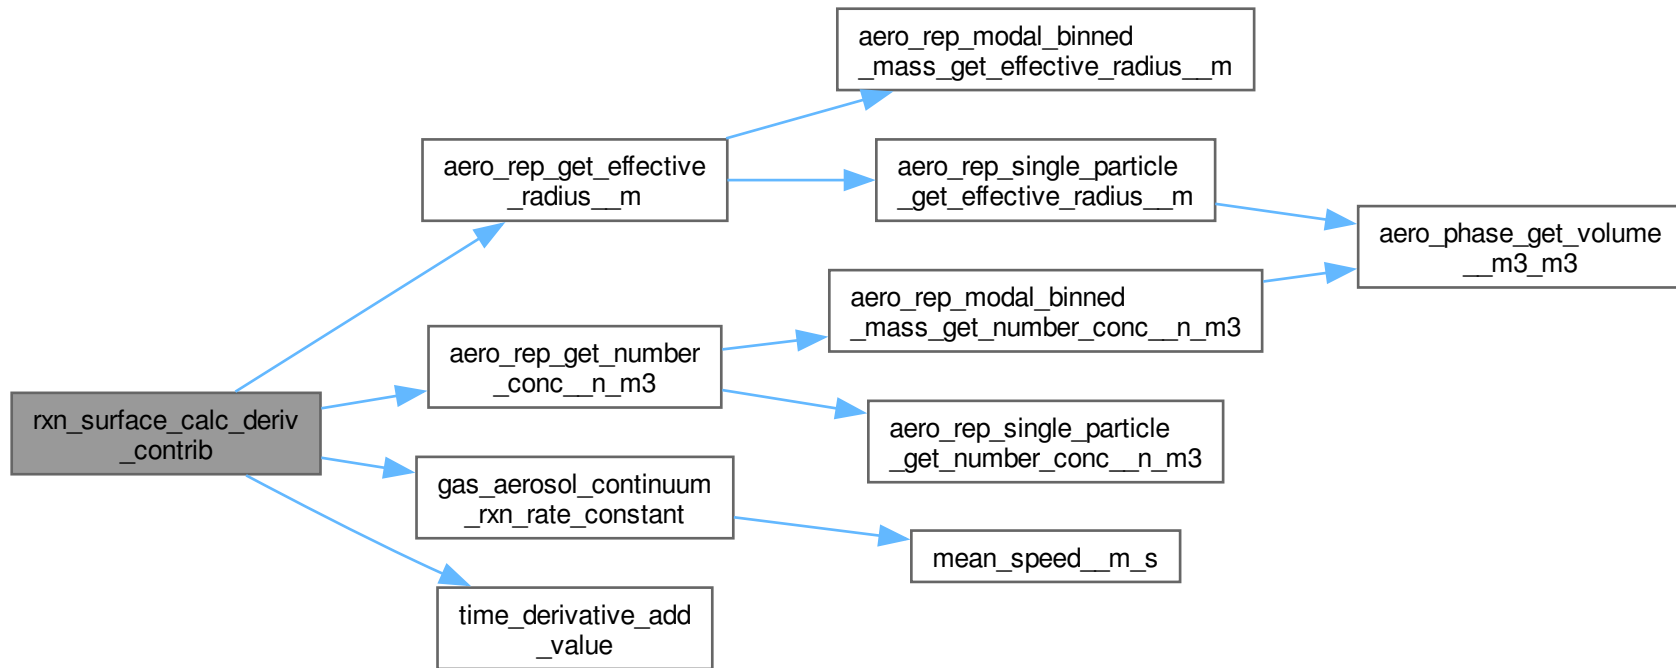 aero_rep_modal_binned
_mass_get_effective_radius__m
aero_rep_get_effective
_radius__m
aero_rep_single_particle
_get_effective_radius__m
aero_phase_get_volume
__m3_m3
aero_rep_modal_binned
_mass_get_number_conc__n_m3
aero_rep_get_number
_conc__n_m3
rxn_surface_calc_deriv
_contrib
aero_rep_single_particle
_get_number_conc__n_m3
gas_aerosol_continuum
_rxn_rate_constant
mean_speed__m_s
time_derivative_add
_value